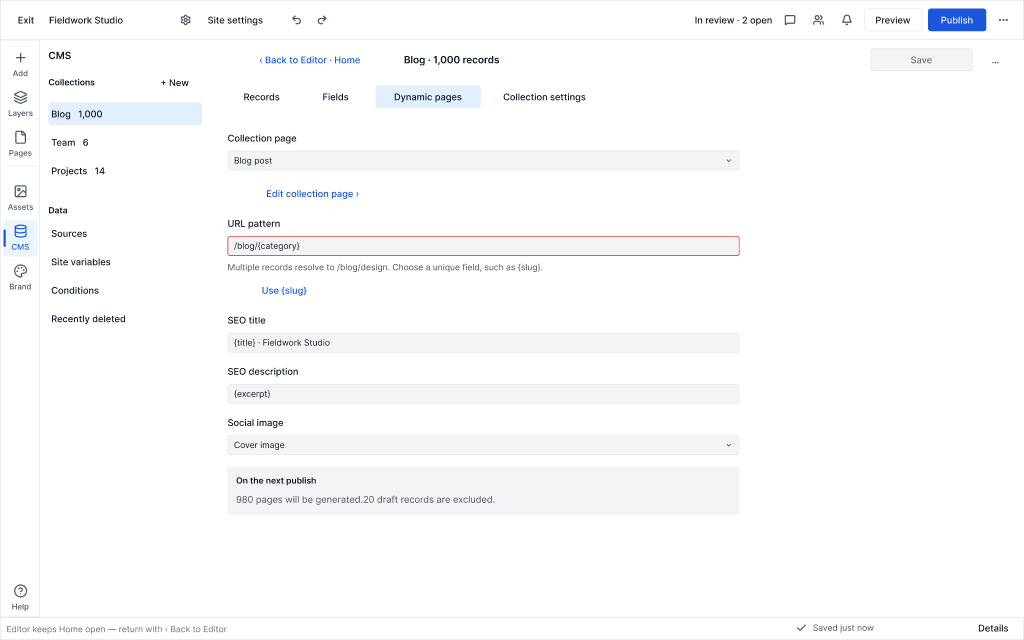 Exit
Fieldwork Studio
Site settings
In review · 2 open
Preview
Publish
Add
Layers
Pages
Assets
CMS
Brand
Help
CMS
Collections
+ New
Blog 1,000
Team 6
Projects 14
Data
Sources
Site variables
Conditions
Recently deleted
‹ Back to Editor · Home
Blog · 1,000 records
Save
...
Records
Fields
Dynamic pages
Collection settings
Collection page
Blog post
Edit collection page ›
URL pattern
/blog/{category}
Multiple records resolve to /blog/design. Choose a unique field, such as {slug}.
Use {slug}
SEO title
{title} · Fieldwork Studio
SEO description
{excerpt}
Social image
Cover image
On the next publish
980 pages will be generated.20 draft records are excluded.
Editor keeps Home open — return with ‹ Back to Editor
Saved just now
Details